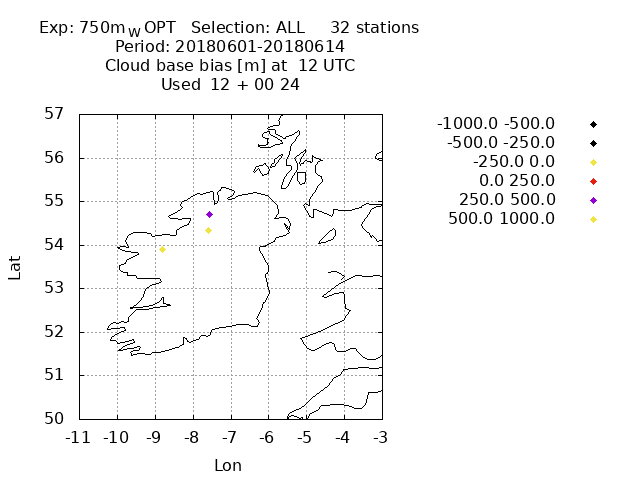 Exp: 750mWOPT Selection: ALL 32 stations
Period: 20180601-20180614
Cloud base bias [m] at 12 UTC
Used 12 + 00 24
-1000.0 -500.0
-500.0 -250.0
-250.0 0.0
0.0 250.0
250.0 500.0
500.0 1000.0
57
56
55
54
53
52
51
50
Lat
-11 -10 -9 -8 -7 -6 -5 -4 -3
Lon